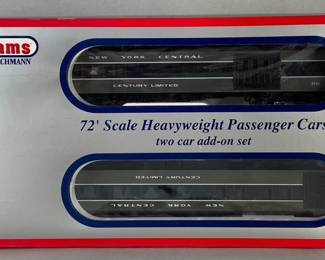 ams
CHMANN
NEW YORK CENTRAL
CENTURY LIMITED
72' Scale Heavyweight Passenger Cars
two car add-on set
CENTURY LIMITED
NEW YORK CENTRAL